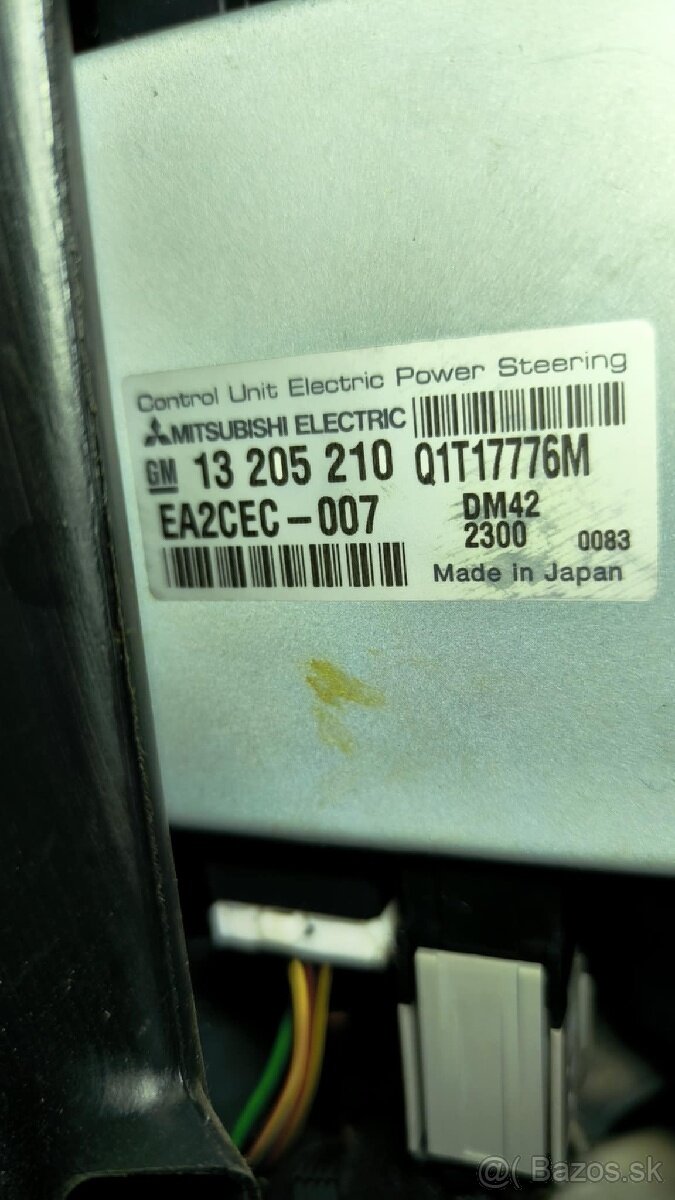 Control Unit Electric Power Steering
MITSUBISHI ELECTRIC
GM 13 205 210 Q1T17776M
EA2CEC-007 DM42
2300 0083
Made in Japan
@( Bazos.sk